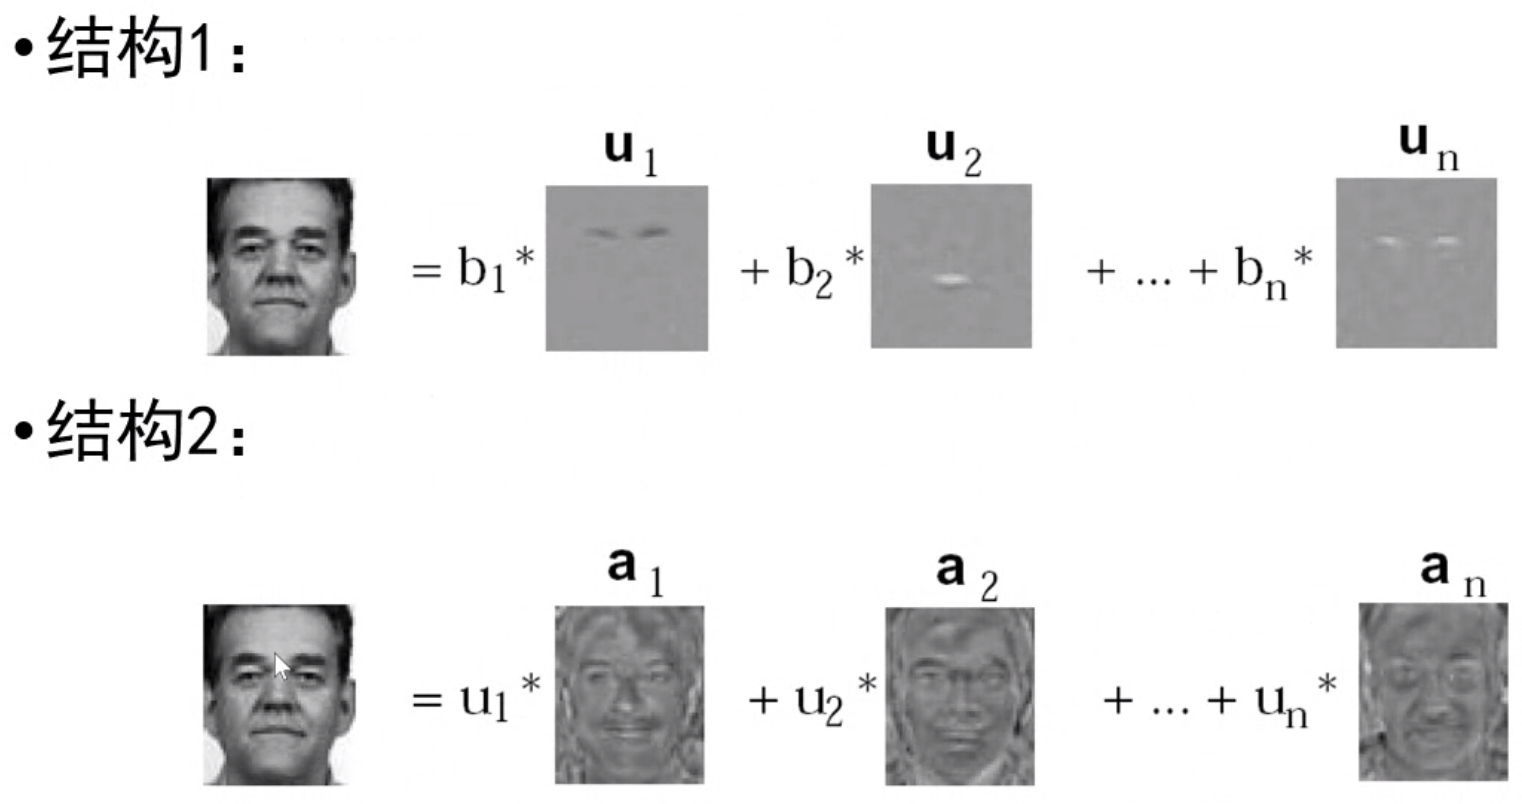 •结构1：
u1 u2 un
= b1* + b2* + ... + bn*
•结构2：
a1 a2 an
= u1* + u2* + ... + un*